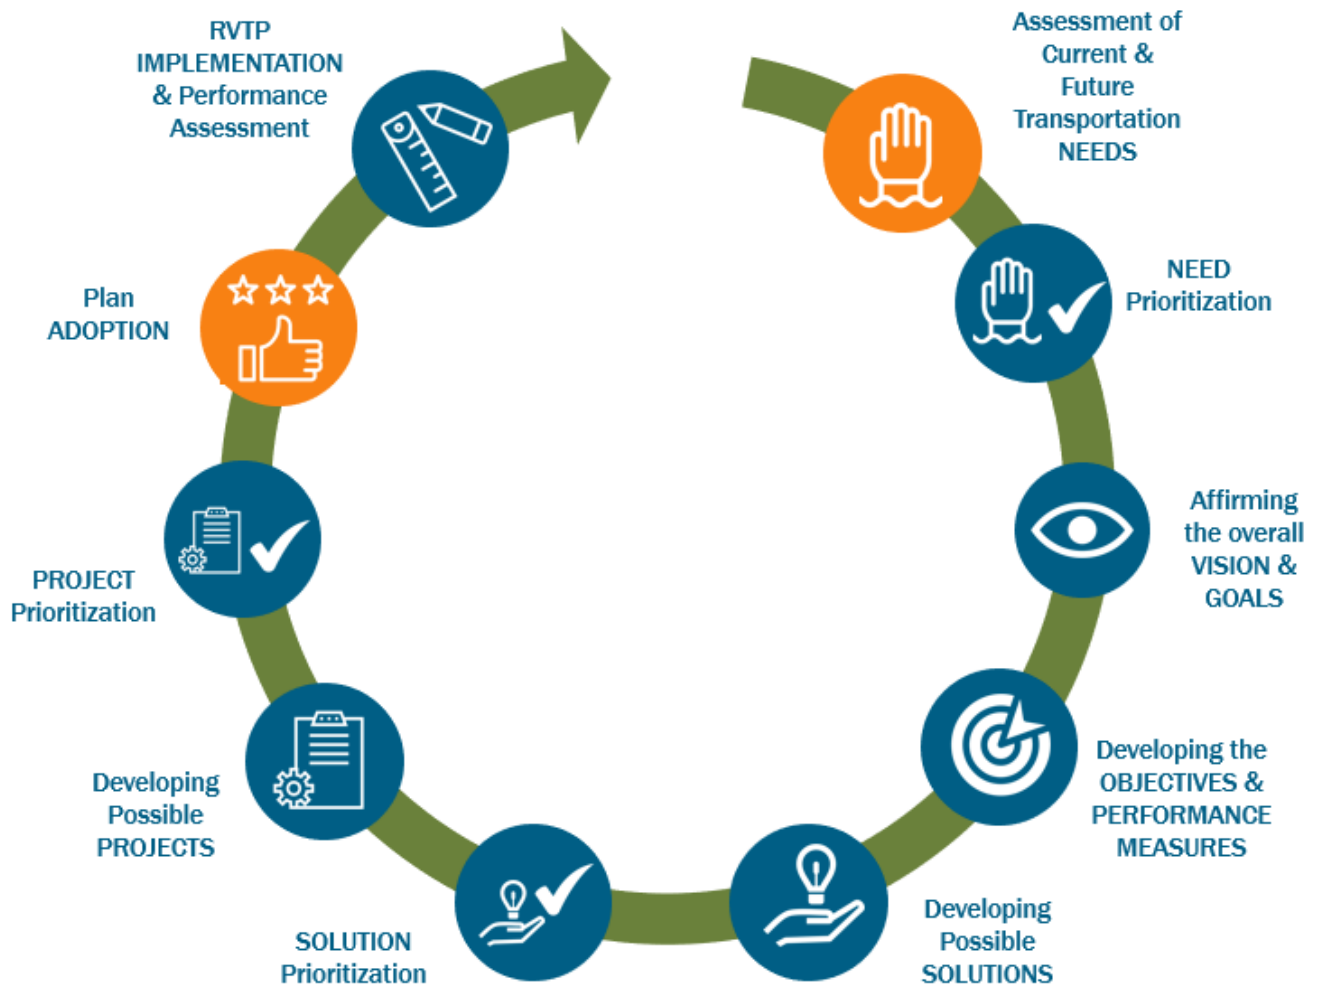 Assessment of
Current &
Future
Transportation
NEEDS
NEED
Prioritization
Affirming
the overall
VISION &
GOALS
Developing the
OBJECTIVES &
PERFORMANCE
MEASURES
Developing
Possible
SOLUTIONS
SOLUTION
Prioritization
Developing
Possible
PROJECTS
PROJECT
Prioritization
Plan
ADOPTION
RVTP
IMPLEMENTATION
& Performance
Assessment